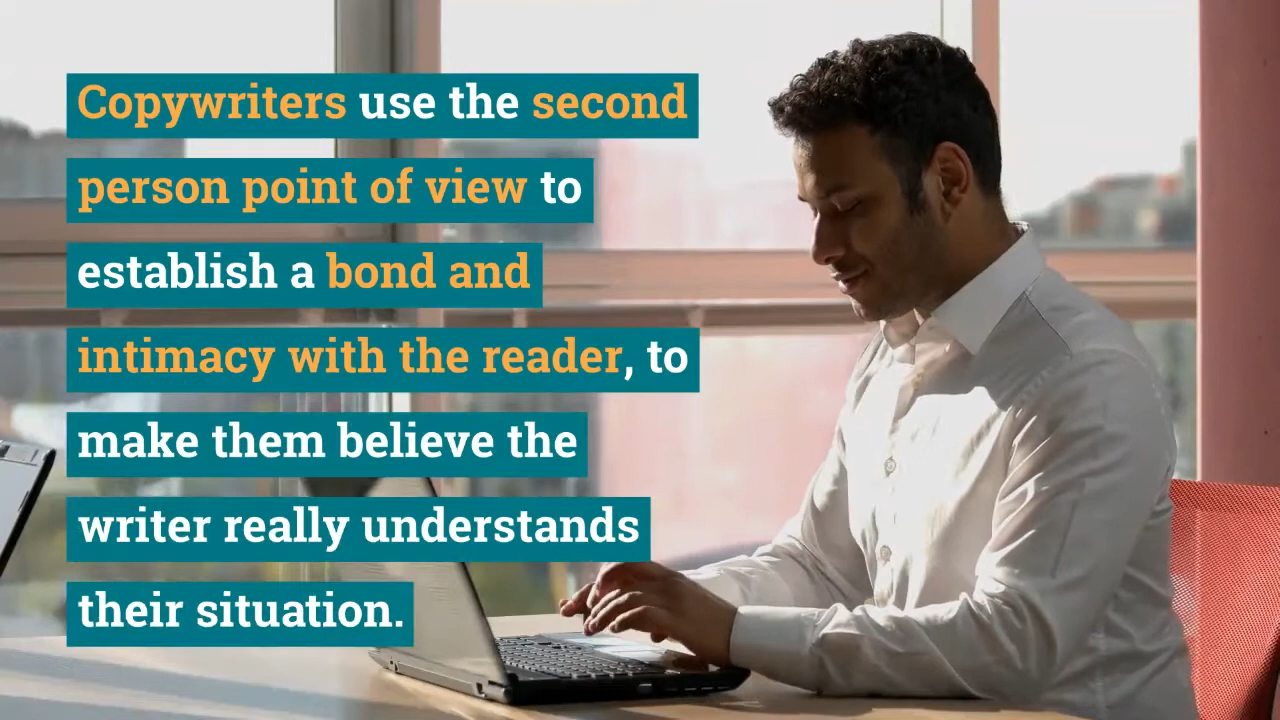 Copywriters use the second
person point of view to
establish a bond and
intimacy with the reader, to
make them believe the
writer really understands
their situation.